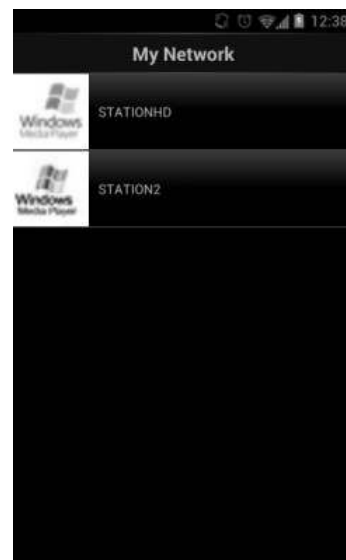 12:38
My Network
Windows
Media Player
STATIONHD
Windows
Media Player
STATION2